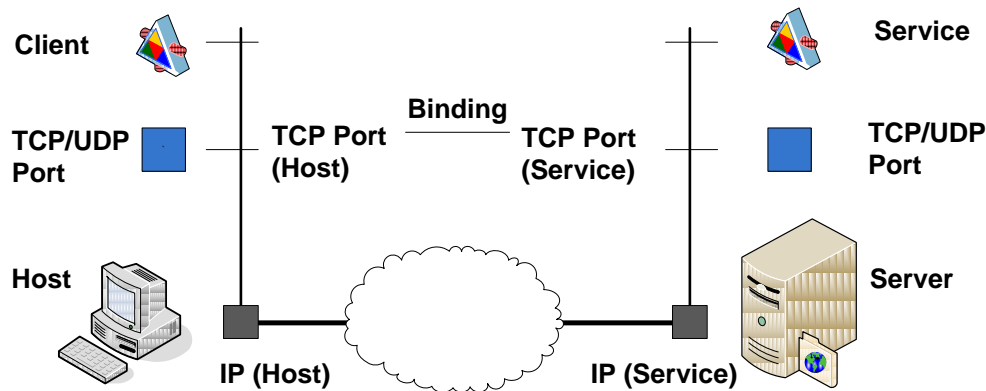 Client
Service
Binding
TCP/UDP
Port
TCP Port
(Host)
TCP Port
(Service)
TCP/UDP
Port
Host
Server
IP (Host)
IP (Service)